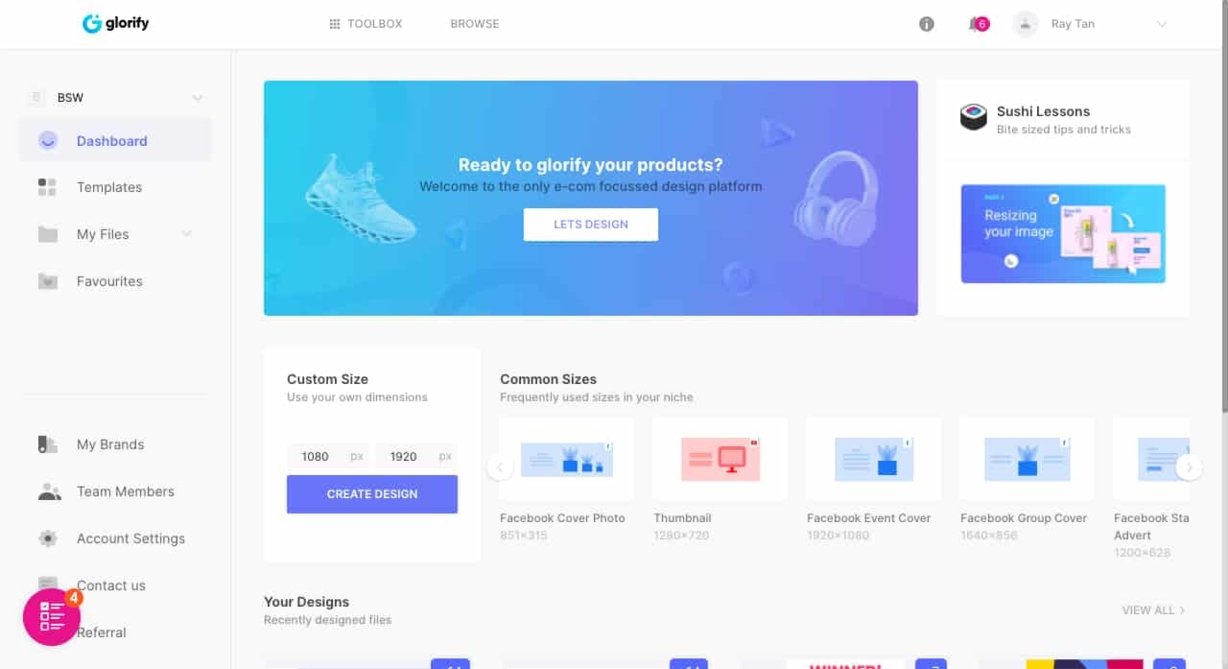 glorify
TOOLBOX
BROWSE
6
Ray Tan
BSW
Dashboard
Templates
My Files
Favourites
My Brands
Team Members
Account Settings
Contact us
4
Referral
Ready to glorify your products?
Welcome to the only e-com focussed design platform
LETS DESIGN
Sushi Lessons
Bite sized tips and tricks
Resizing
your image
Custom Size
Use your own dimensions
1080 px
1920 px
CREATE DESIGN
Common Sizes
Frequently used sizes in your niche
Facebook Cover Photo
851×315
Thumbnail
1280×720
Facebook Event Cover
1920×1080
Facebook Group Cover
1640×856
Facebook Sta
Advert
1200×628
Your Designs
Recently designed files
VIEW ALL >
WINNER!